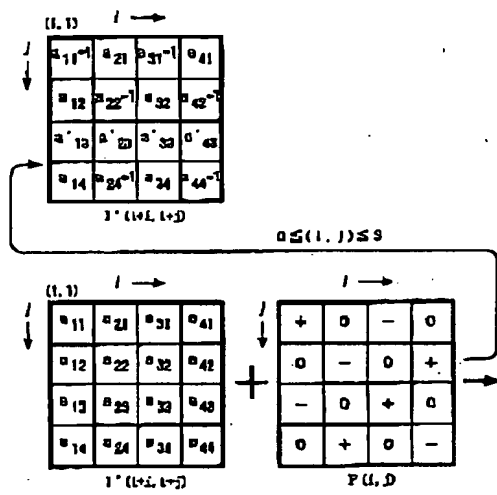 (1, 1) i
j
a11+1 a21 a31-1 a41
a12 a22-1 a32 a42+1
a'13 a'23 a'33 a'43
a14 a24+1 a34 a44-1
I"(i+i, i+j)
0≦(i, j)≦3
(1, 1) i i
j j
a11 a21 a31 a41 + 0 - 0
a12 a22 a32 a42 0 - 0 +
+
a13 a23 a33 a43 - 0 + 0
a14 a24 a34 a44 0 + 0 -
I"(i+i, i+j) P(i, j)